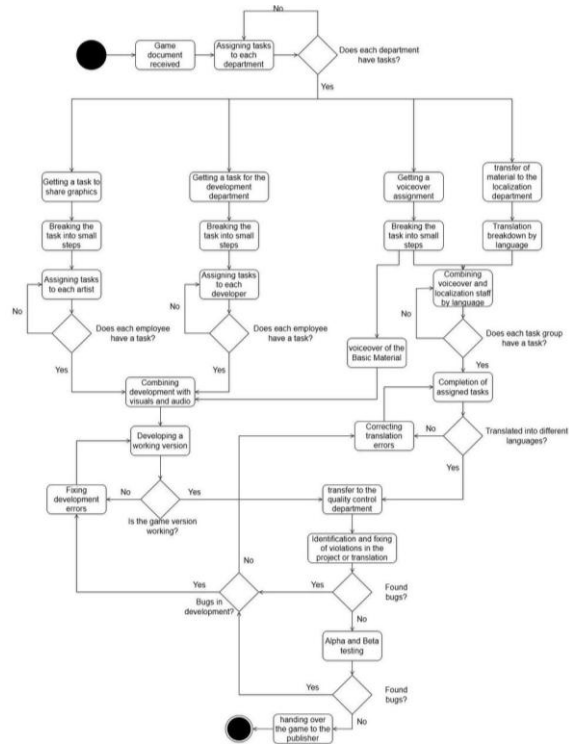 No
Game
document
received
Assigning tasks
to each
department
Does each department
have tasks?
Yes
Getting a task to
share graphics
Getting a task for the
development
department
Getting a
voiceover
assignment
transfer of
material to the
localization
department
Breaking the
task into small
steps
Breaking the
task into small
steps
Breaking the
task into small
steps
Translation
breakdown by
language
Assigning tasks
to each artist
Assigning tasks
to each
developer
Combining
voiceover and
localization staff
by language
No
Does each employee
have a task?
Yes
No
Does each employee
have a task?
Yes
No
Does each task group
have a task?
Yes
voiceover of the
Basic Material
Combining
development with
visuals and audio
Completion of
assigned tasks
Developing a
working version
Correcting
translation
errors
No
Translated into different
languages?
Yes
Fixing
development
errors
No
Yes
Is the game version
working?
transfer to the
quality control
department
Identification and fixing
of violations in the
project or translation
No
Yes
Bugs in
development?
Yes
Found
bugs?
No
Alpha and Beta
testing
Yes
Found
bugs?
No
handing over
the game to the
publisher